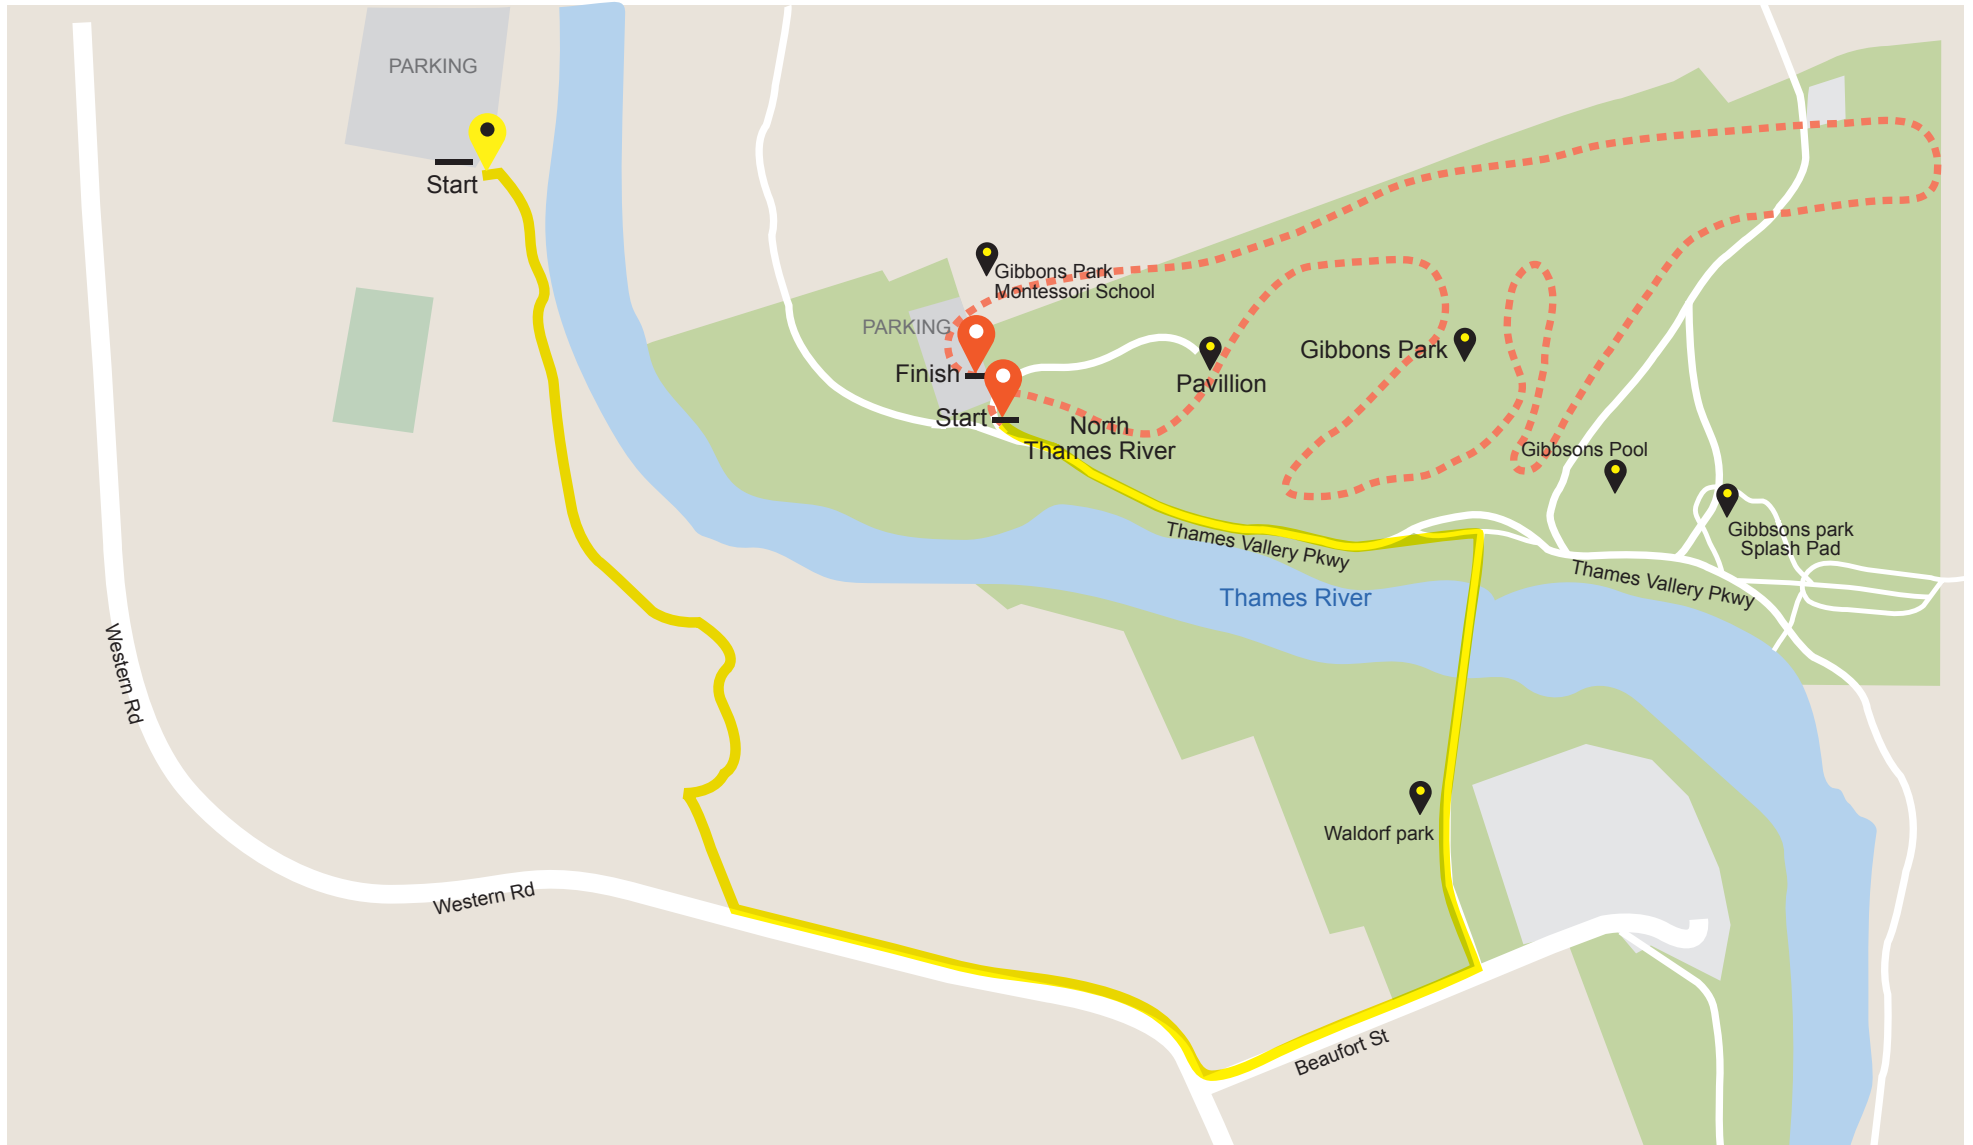 PARKING
Start
Gibbons Park
Montessori School
PARKING
Finish
Pavillion
Gibbons Park
Start
North
Thames River
Gibbsons Pool
Gibbsons park
Splash Pad
Thames Vallery Pkwy
Thames Vallery Pkwy
Thames River
Western Rd
Waldorf park
Western Rd
Beaufort St